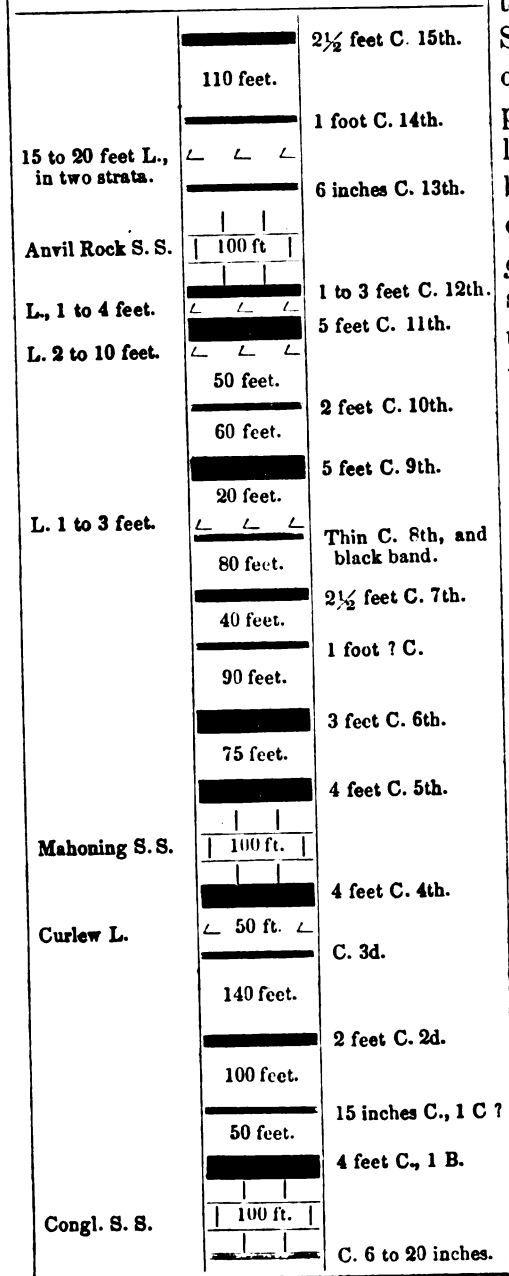 2½ feet C. 15th.
110 feet.
1 foot C. 14th.
15 to 20 feet L.,
in two strata.
6 inches C. 13th.
Anvil Rock S. S.
100 ft
1 to 3 feet C. 12th.
L., 1 to 4 feet.
5 feet C. 11th.
L. 2 to 10 feet.
50 feet.
2 feet C. 10th.
60 feet.
5 feet C. 9th.
20 feet.
L. 1 to 3 feet.
Thin C. 8th, and
black band.
80 feet.
2½ feet C. 7th.
40 feet.
1 foot ? C.
90 feet.
3 feet C. 6th.
75 feet.
4 feet C. 5th.
Mahoning S. S.
100 ft.
4 feet C. 4th.
Curlew L.
50 ft.
C. 3d.
140 feet.
2 feet C. 2d.
100 feet.
15 inches C., 1 C ?
50 feet.
4 feet C., 1 B.
Congl. S. S.
100 ft.
C. 6 to 20 inches.